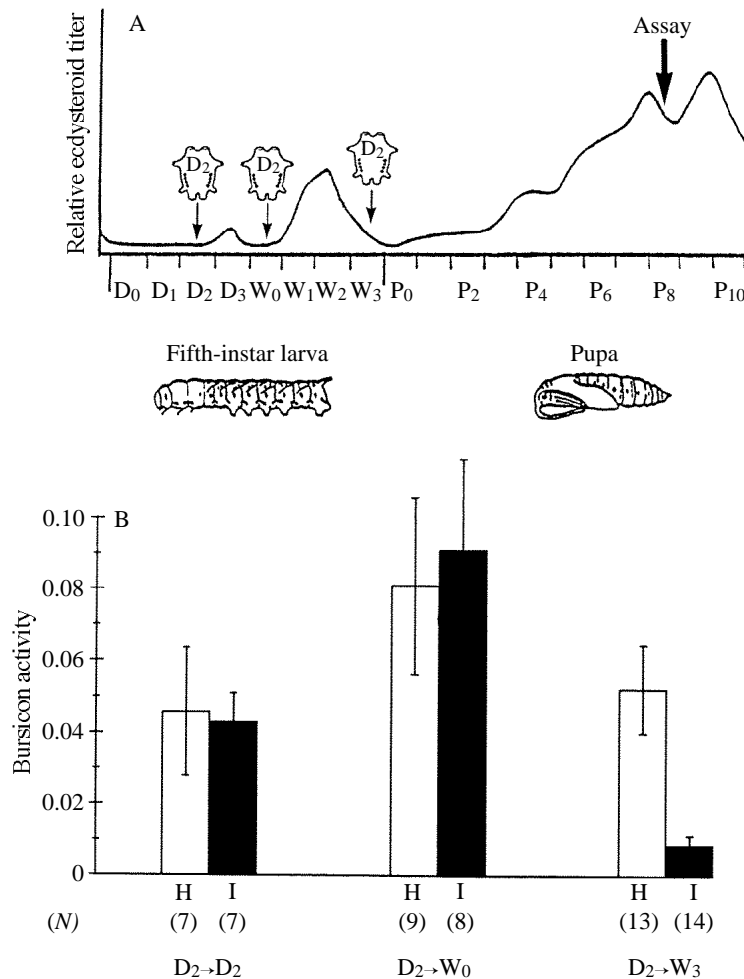 A
Assay
Relative ecdysteroid titer
D₂ D₂ D₂
D₀ D₁ D₂ D₃ W₀ W₁ W₂ W₃ P₀ P₂ P₄ P₆ P₈ P₁₀
Fifth-instar larva Pupa
B
Bursicon activity
0.10
0.08
0.06
0.04
0.02
0
H I H I H I
(N) (7) (7) (9) (8) (13) (14)
D₂→D₂ D₂→W₀ D₂→W₃